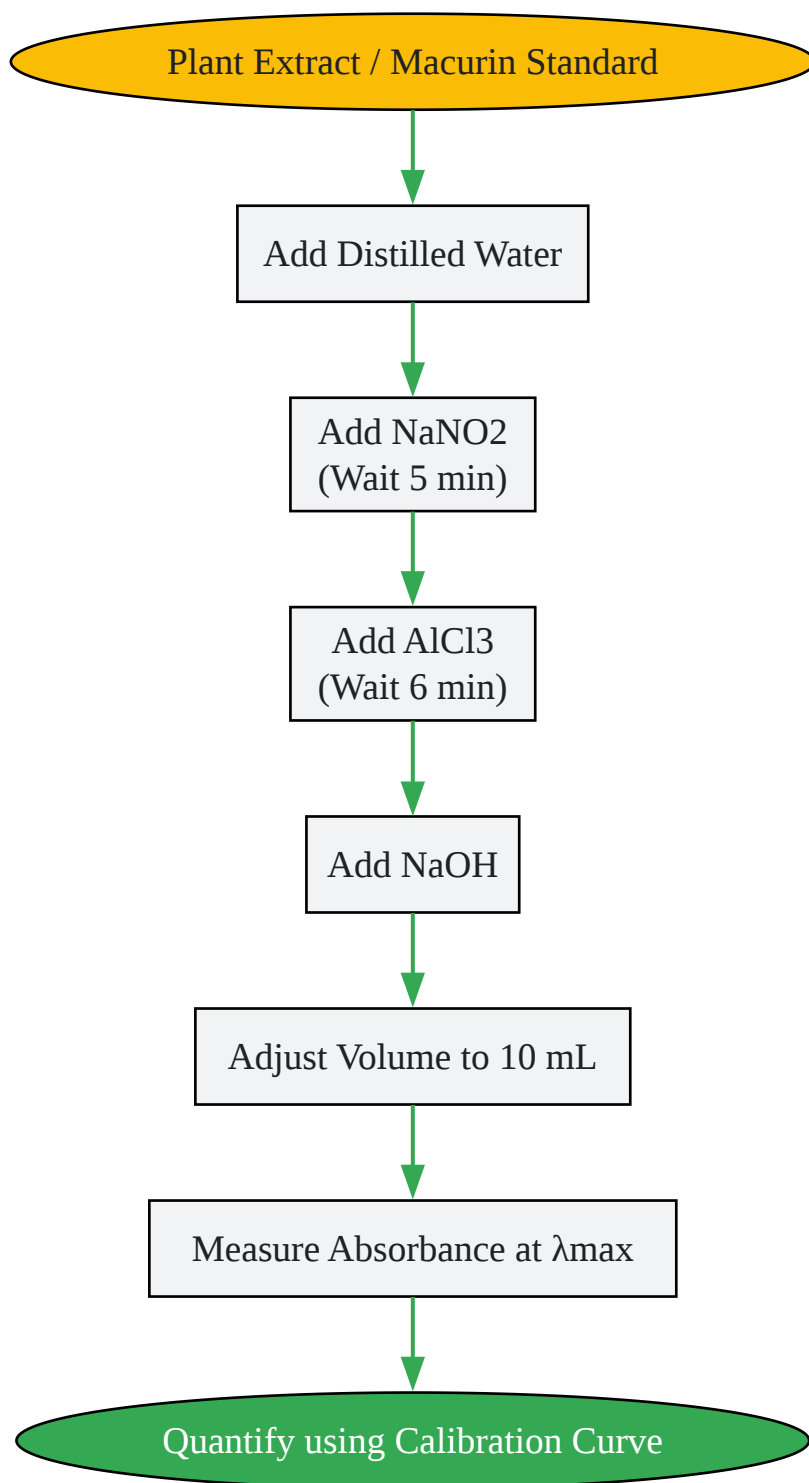 Plant Extract / Macurin Standard
Add Distilled Water
Add NaNO2
(Wait 5 min)
Add AlCl3
(Wait 6 min)
Add NaOH
Adjust Volume to 10 mL
Measure Absorbance at λmax
Quantify using Calibration Curve